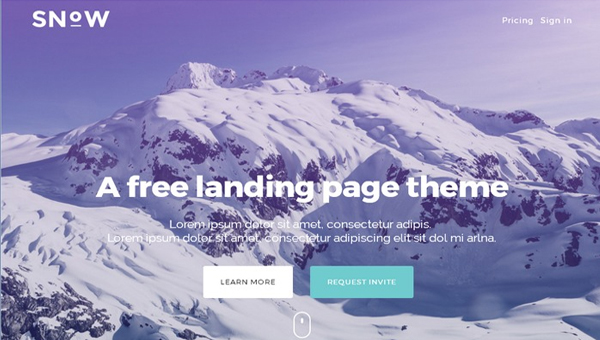 SNoW
Pricing Sign in
A free landing page theme
Lorem ipsum dolor sit amet, consectetur adipis.
Lorem ipsum dolor sit amet, consectetur adipiscing elit sit dol mi arlna.
LEARN MORE
REQUEST INVITE